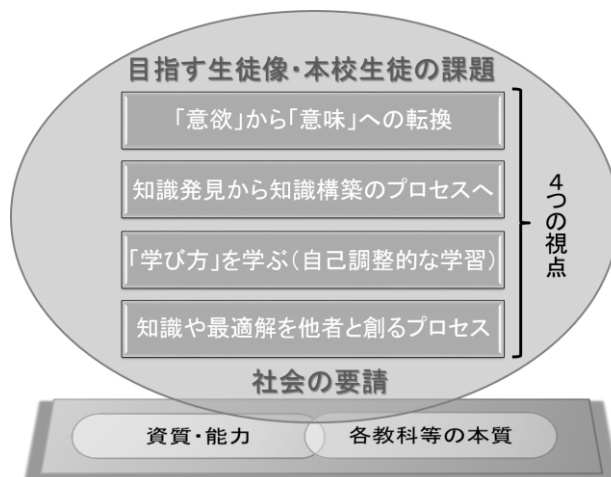 目指す生徒像・本校生徒の課題
「意欲」から「意味」への転換
知識発見から知識構築のプロセスへ
「学び方」を学ぶ(自己調整的な学習)
知識や最適解を他者と創るプロセス
4つの視点
社会の要請
資質・能力
各教科等の本質